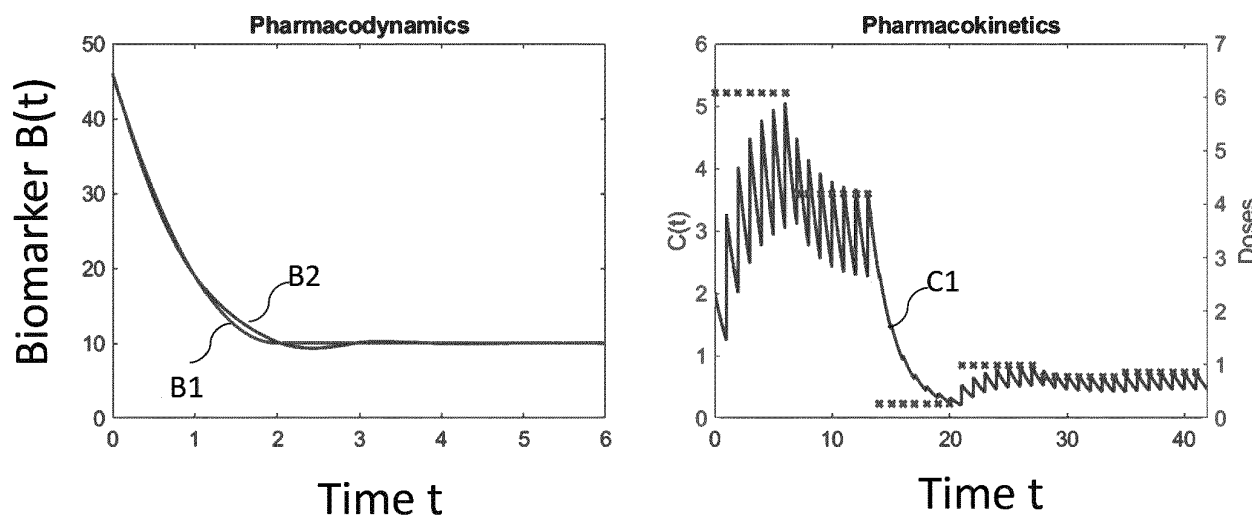 Pharmacodynamics
Biomarker B(t)
50
40
30
20
10
0
B2
B1
0 1 2 3 4 5 6
Time t
Pharmacokinetics
C(t)
6
5
4
3
2
1
0
C1
7
6
5
4
3
2
1
0
Doses
0 10 20 30 40
Time t